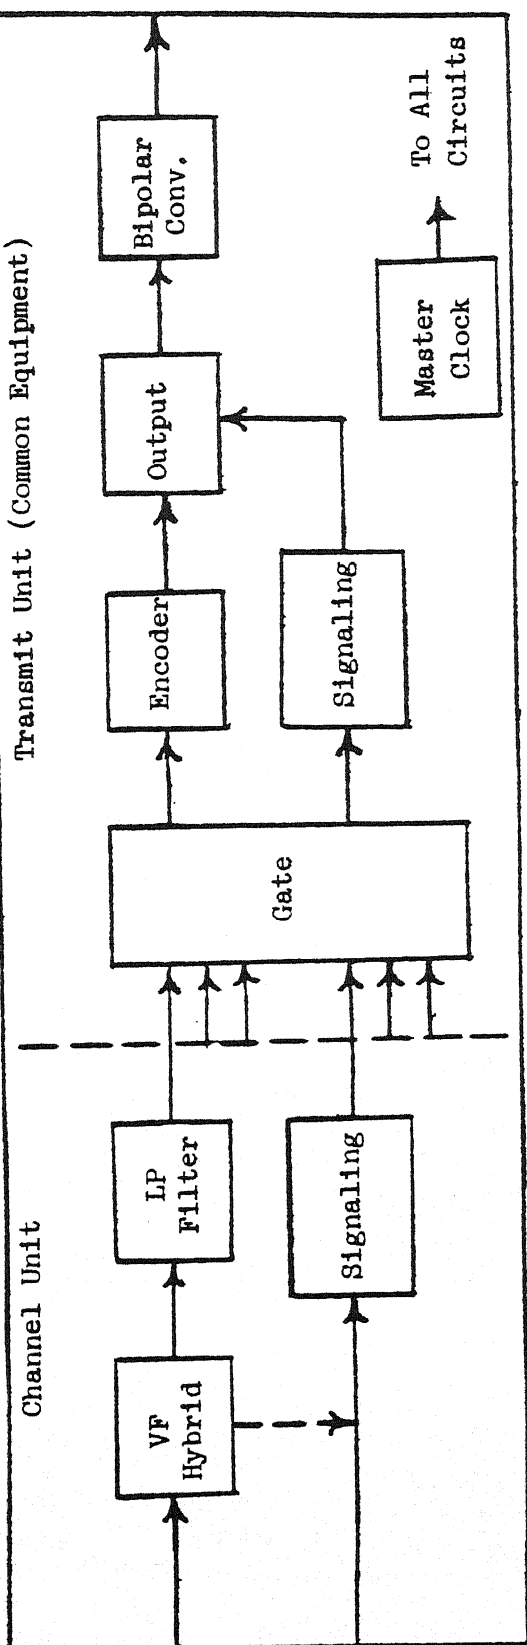 Channel Unit
Transmit Unit (Common Equipment)
VF
Hybrid
LP
Filter
Signaling
Gate
Encoder
Signaling
Output
Bipolar
Conv.
Master
Clock
To All
Circuits